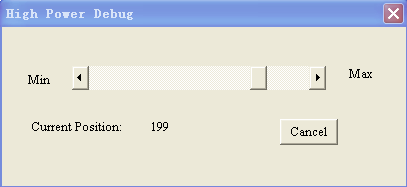 High Power Debug
Min
Max
Current Position: 199
Cancel